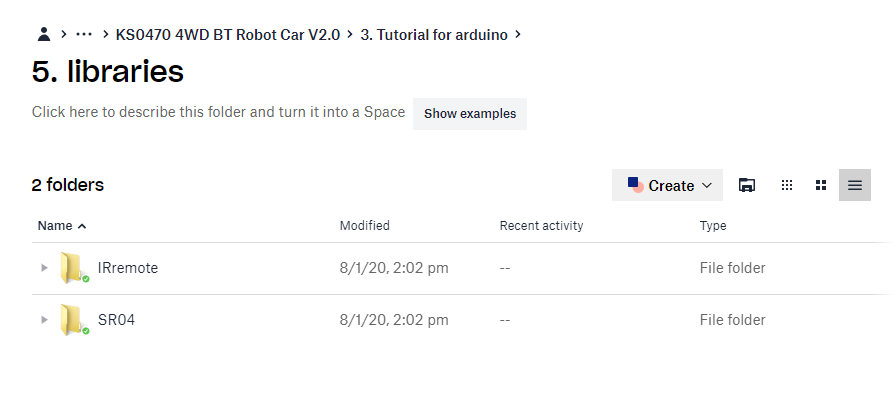 > ··· > KS0470 4WD BT Robot Car V2.0 > 3. Tutorial for arduino >
5. libraries
Click here to describe this folder and turn it into a Space Show examples
2 folders Create
Name Modified Recent activity Type
IRremote 8/1/20, 2:02 pm -- File folder
SR04 8/1/20, 2:02 pm -- File folder